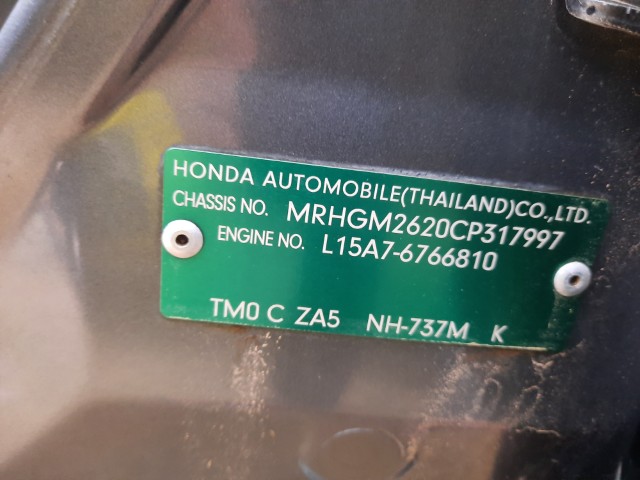 HONDA AUTOMOBILE(THAILAND)CO.,LTD.
CHASSIS NO. MRHGM2620CP317997
ENGINE NO. L15A7-6766810
TM0 C ZA5 NH-737M K